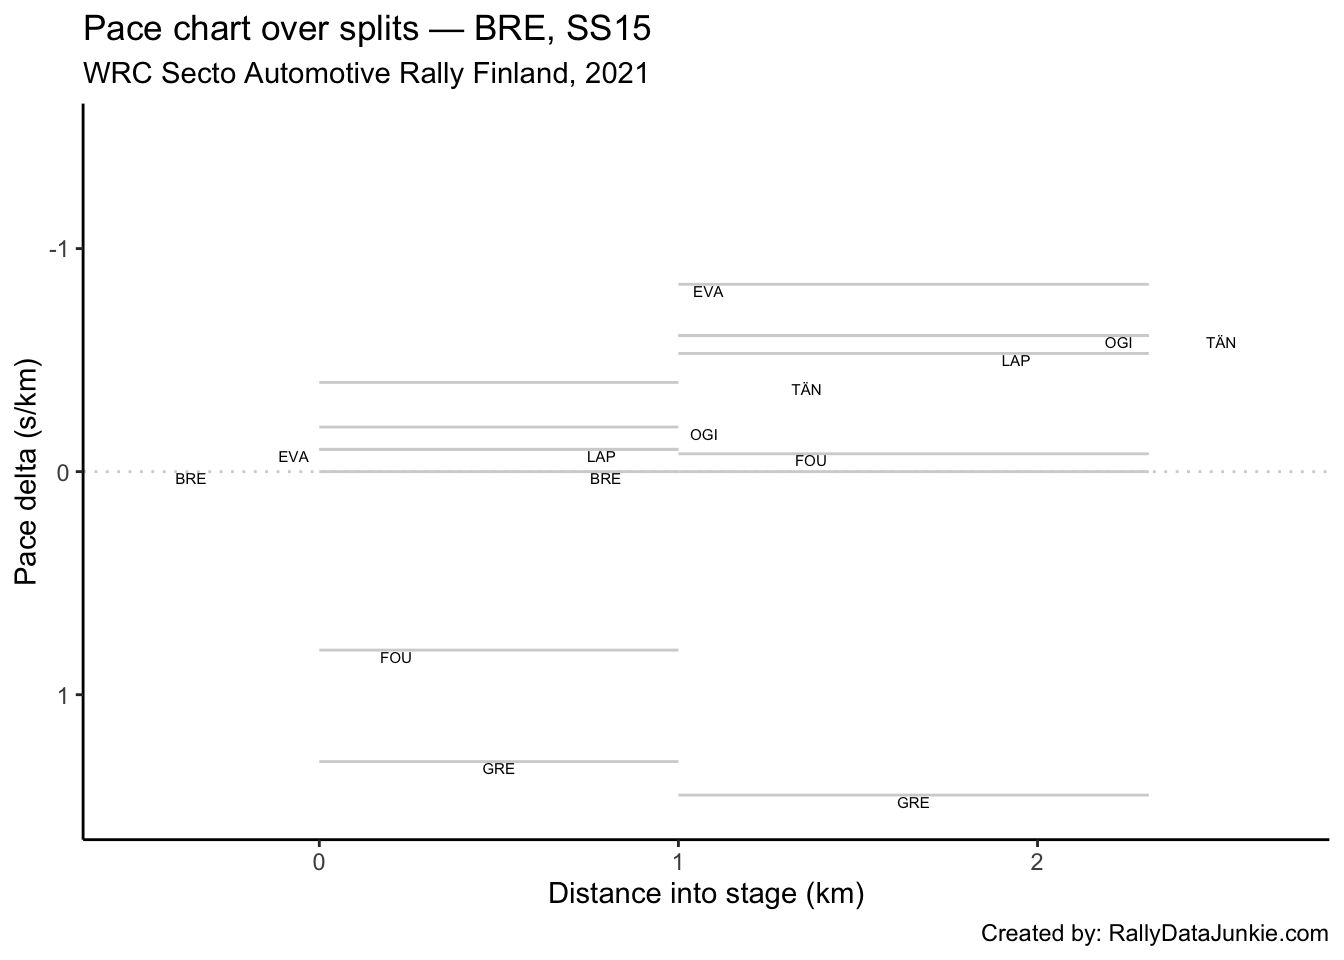 Pace chart over splits — BRE, SS15
WRC Secto Automotive Rally Finland, 2021
Pace delta (s/km)
-1
0
1
EVA
OGI TÄN
LAP
TÄN
OGI
EVA LAP FOU
BRE BRE
FOU
GRE
GRE
0 1 2
Distance into stage (km)
Created by: RallyDataJunkie.com